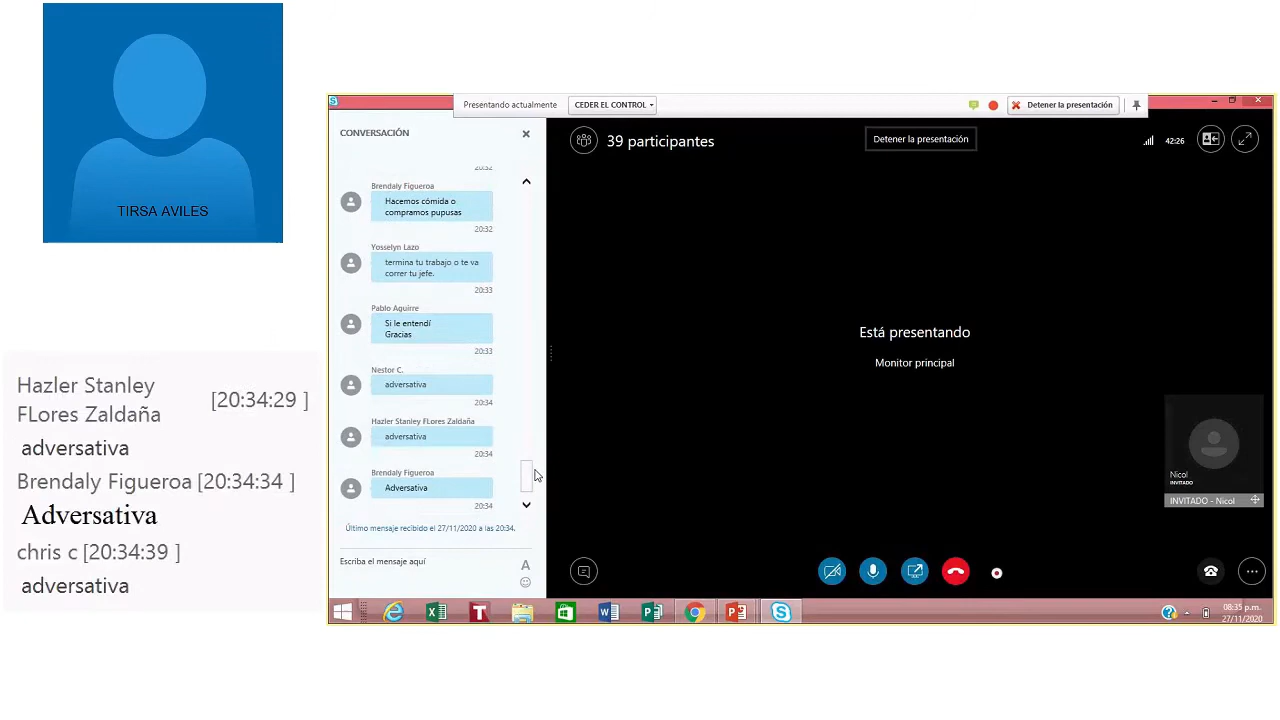 TIRSA AVILES
Hazler Stanley
FLores Zaldaña
[20:34:29 ]
adversativa
Brendaly Figueroa [20:34:34 ]
Adversativa
chris c [20:34:39 ]
adversativa
Presentando actualmente
CEDER EL CONTROL
Detener la presentación
CONVERSACIÓN
20:32
Brendaly Figueroa
Hacemos cómida o
compramos pupusas
20:32
Yosselyn Lazo
termina tu trabajo o te va
correr tu jefe.
20:33
Pablo Aguirre
Si le entendí
Gracias
20:33
Nestor C.
adversativa
20:34
Hazler Stanley FLores Zaldaña
adversativa
20:34
Brendaly Figueroa
Adversativa
20:34
Último mensaje recibido el 27/11/2020 a las 20:34.
Escriba el mensaje aquí
A
39 participantes
Detener la presentación
42:26
Está presentando
Monitor principal
Nicol
INVITADO
INVITADO - Nicol
08:35 p.m.
27/11/2020